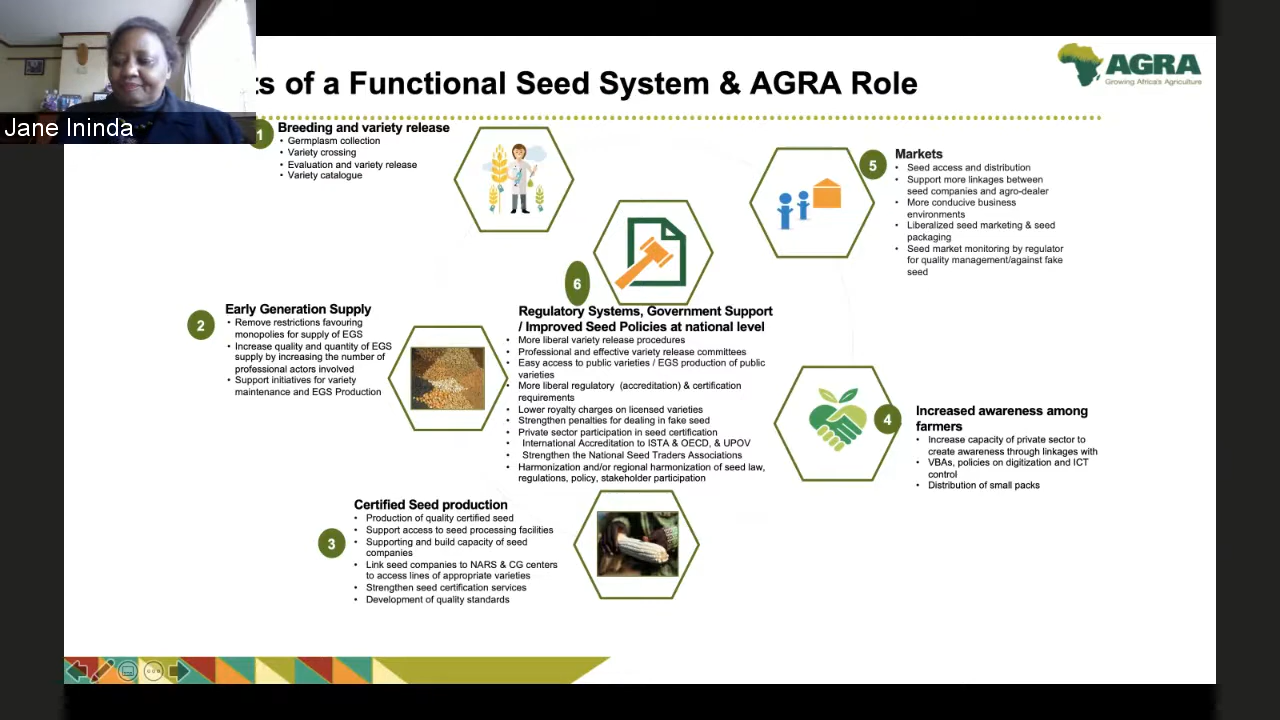 ts of a Functional Seed System & AGRA Role
AGRA
Growing Africa's Agriculture
Jane Ininda
1
Breeding and variety release
• Germplasm collection
• Variety crossing
• Evaluation and variety release
• Variety catalogue
2
Early Generation Supply
• Remove restrictions favouring
monopolies for supply of EGS
• Increase quality and quantity of EGS
supply by increasing the number of
professional actors involved
• Support initiatives for variety
maintenance and EGS Production
3
Certified Seed production
• Production of quality certified seed
• Support access to seed processing facilities
• Supporting and build capacity of seed
companies
• Link seed companies to NARS & CG centers
to access lines of appropriate varieties
• Strengthen seed certification services
• Development of quality standards
4
Increased awareness among
farmers
• Increase capacity of private sector to
create awareness through linkages with
• VBAs, policies on digitization and ICT
control
• Distribution of small packs
5
Markets
• Seed access and distribution
• Support more linkages between
seed companies and agro-dealer
• More conducive business
environments
• Liberalized seed marketing & seed
packaging
• Seed market monitoring by regulator
for quality management/against fake
seed
6
Regulatory Systems, Government Support
/ Improved Seed Policies at national level
• More liberal variety release procedures
• Professional and effective variety release committees
• Easy access to public varieties / EGS production of public
varieties
• More liberal regulatory (accreditation) & certification
requirements
• Lower royalty charges on licensed varieties
• Strengthen penalties for dealing in fake seed
• Private sector participation in seed certification
• International Accreditation to ISTA & OECD, & UPOV
• Strengthen the National Seed Traders Associations
• Harmonization and/or regional harmonization of seed law,
regulations, policy, stakeholder participation